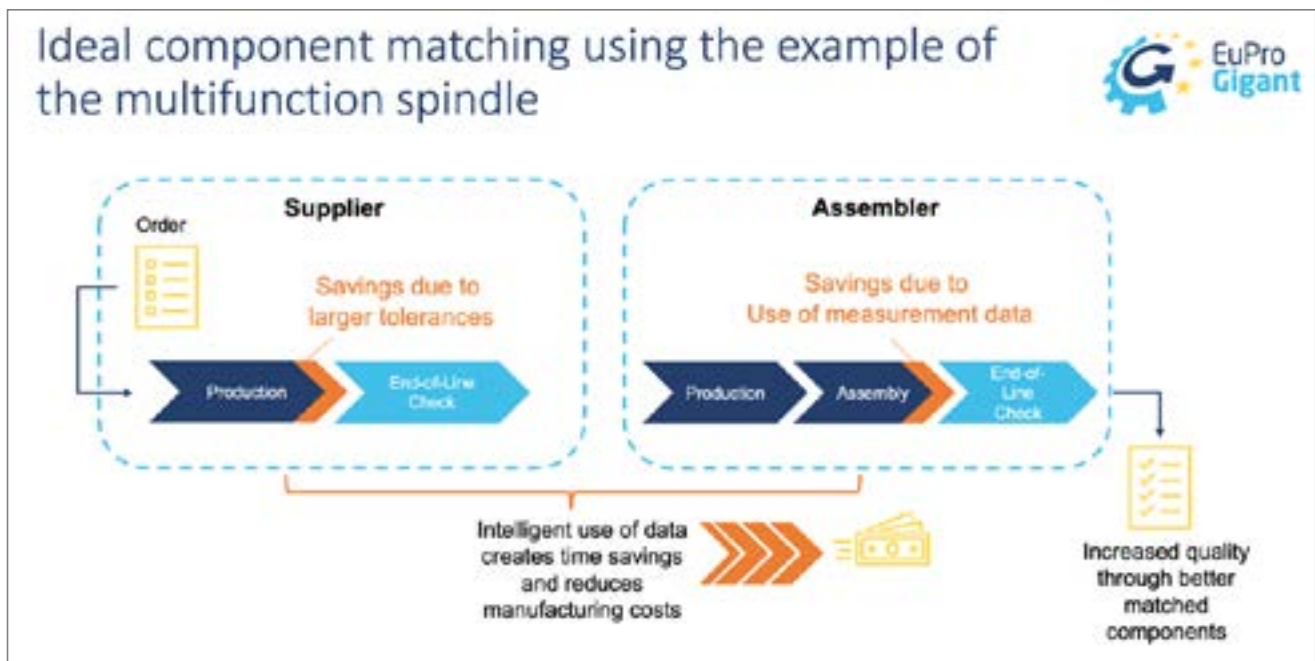 Ideal component matching using the example of
the multifunction spindle
EuPro
Gigant
Supplier
Order
Savings due to
larger tolerances
Production
End-of-Line
Check
Assembler
Savings due to
Use of measurement data
Production
Assembly
End-of-
Line
Check
Intelligent use of data
creates time savings
and reduces
manufacturing costs
Increased quality
through better
matched
components